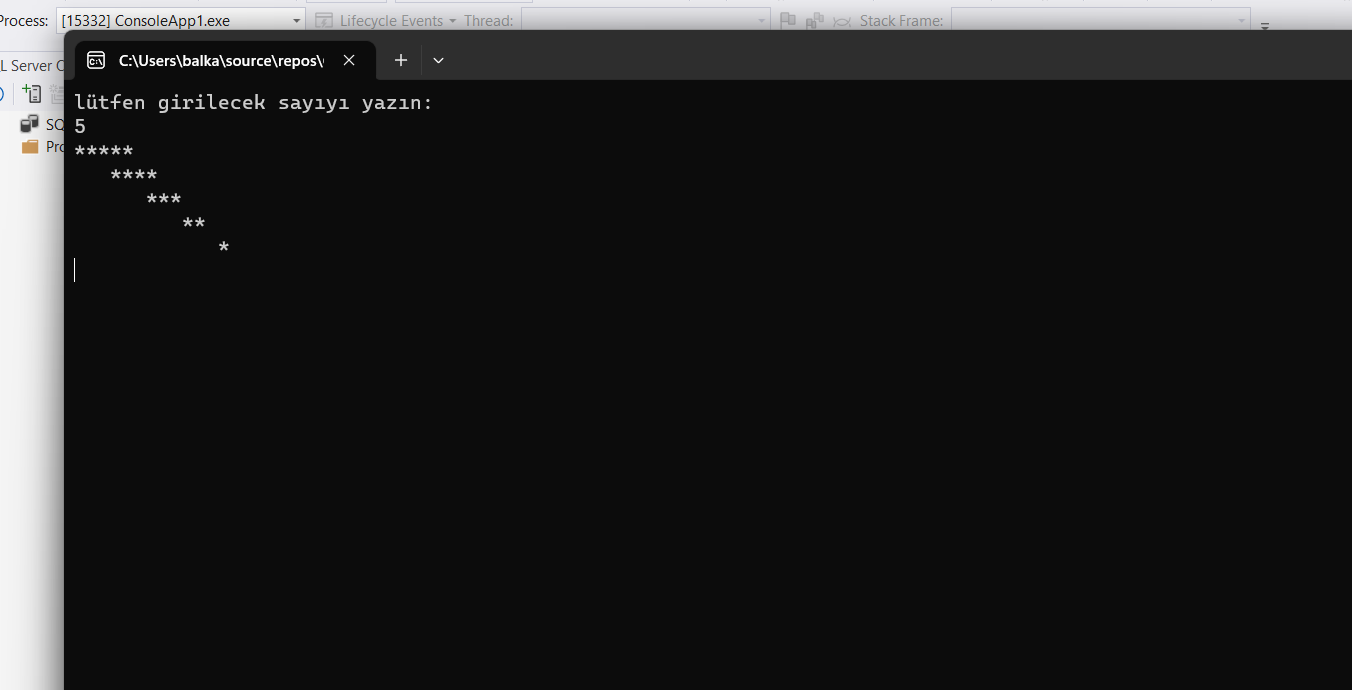 Process: [15332] ConsoleApp1.exe Lifecycle Events Thread: Stack Frame:
C:\Users\balka\source\repos\
L Server
SQ
Pro
lütfen girilecek sayıyı yazın:
5
*****
   ****
      ***
         **
            *